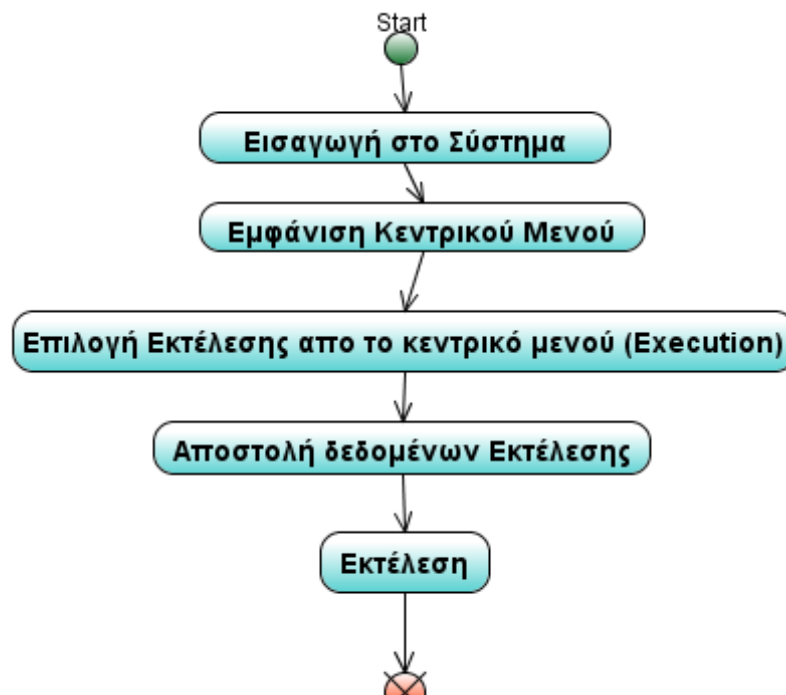 Start
Εισαγωγή στο Σύστημα
Εμφάνιση Κεντρικού Μενού
Επιλογή Εκτέλεσης απο το κεντρικό μενού (Execution)
Αποστολή δεδομένων Εκτέλεσης
Εκτέλεση